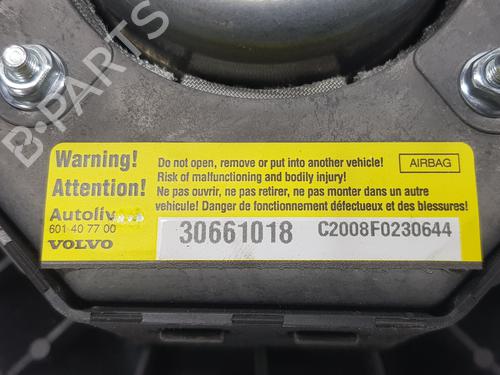 B-PARTS
Warning!
Attention!
Do not open, remove or put into another vehicle!
Risk of malfunctioning and bodily injury!
Ne pas ouvrir, ne pas retirer, ne pas monter dans un autre
vehicule! Danger de fonctionnement défectueux et des blessures!
AIRBAG
Autoliv
601 40 77 00
VOLVO
30661018
C2008F0230644